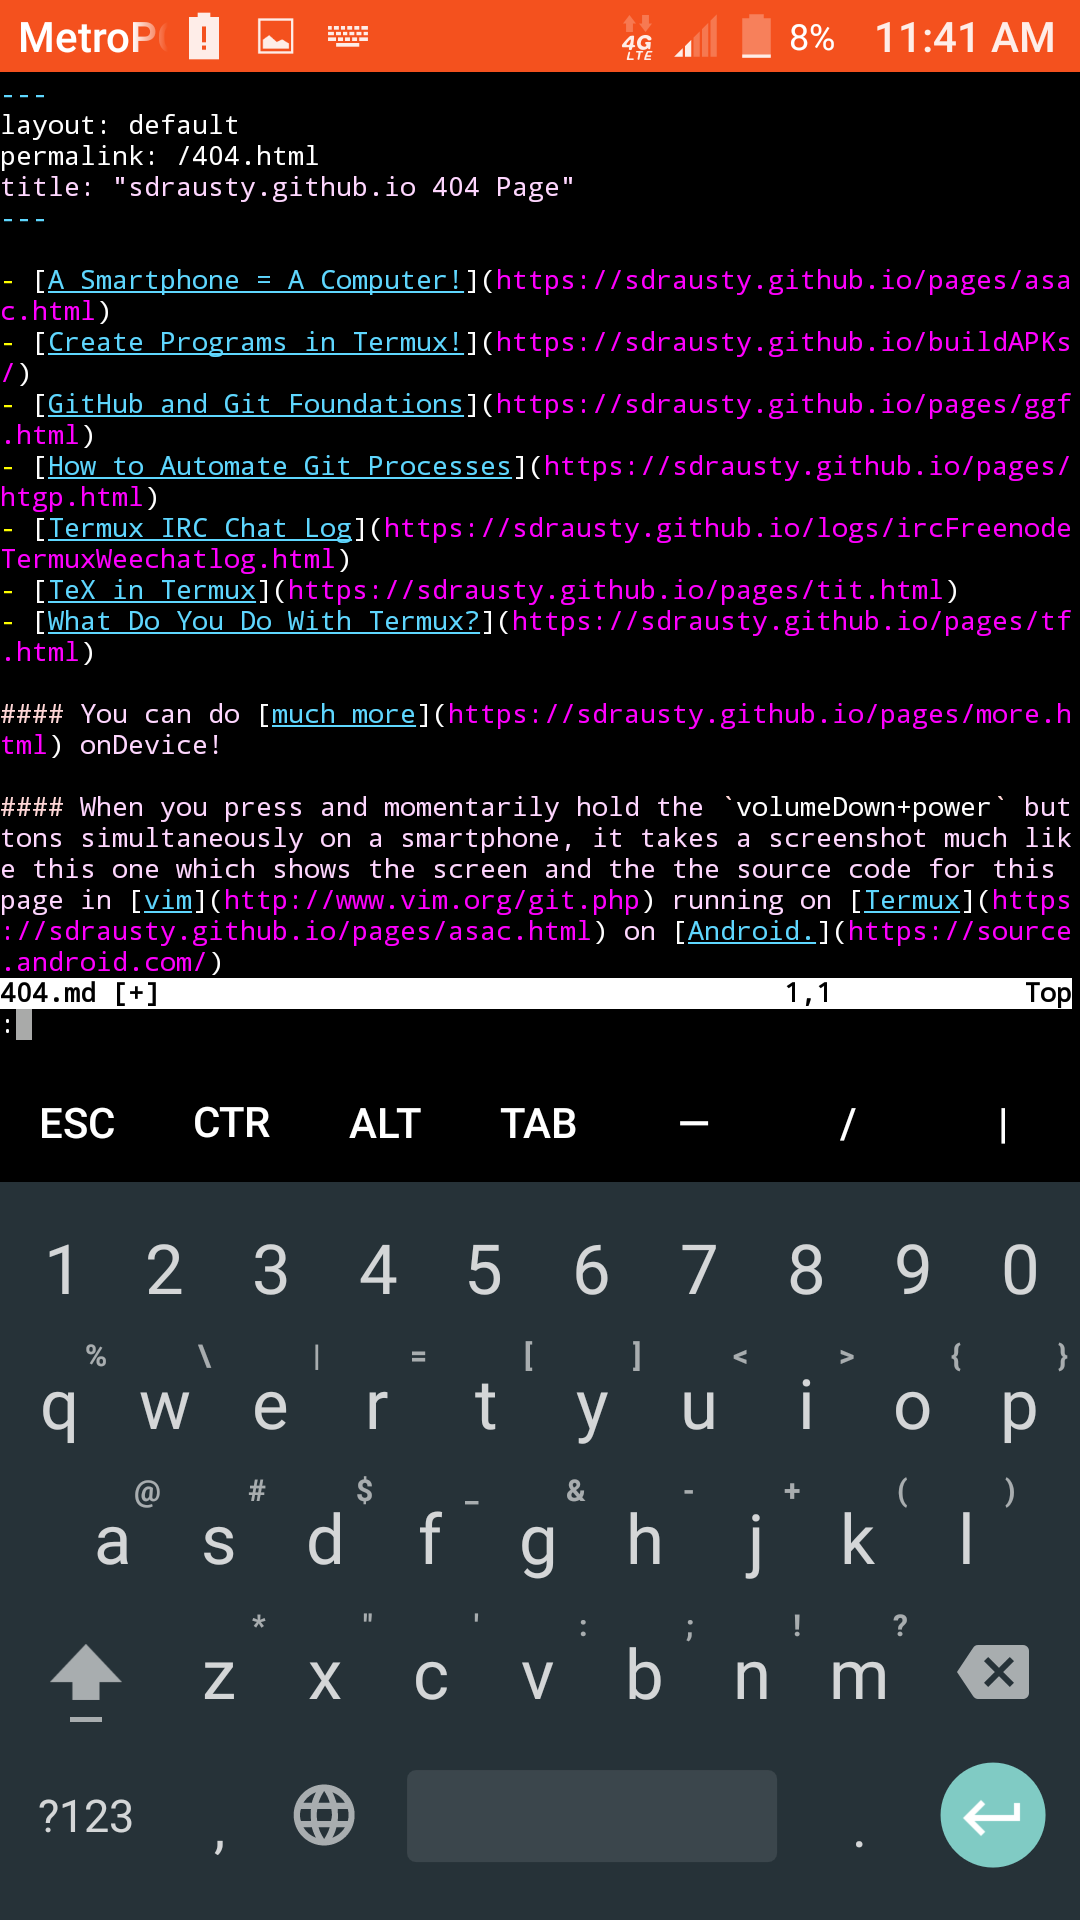 MetroPC 4G LTE 8% 11:41 AM
---
layout: default
permalink: /404.html
title: "sdrausty.github.io 404 Page"
---
- [A Smartphone = A Computer!](https://sdrausty.github.io/pages/asa
c.html)
- [Create Programs in Termux!](https://sdrausty.github.io/buildAPKs
/)
- [GitHub and Git Foundations](https://sdrausty.github.io/pages/ggf
.html)
- [How to Automate Git Processes](https://sdrausty.github.io/pages/
htgp.html)
- [Termux IRC Chat Log](https://sdrausty.github.io/logs/ircFreenode
TermuxWeechatlog.html)
- [TeX in Termux](https://sdrausty.github.io/pages/tit.html)
- [What Do You Do With Termux?](https://sdrausty.github.io/pages/tf
.html)
#### You can do [much more](https://sdrausty.github.io/pages/more.h
tml) onDevice!
#### When you press and momentarily hold the `volumeDown+power` but
tons simultaneously on a smartphone, it takes a screenshot much lik
e this one which shows the screen and the the source code for this
page in [vim](http://www.vim.org/git.php) running on [Termux](https
://sdrausty.github.io/pages/asac.html) on [Android.](https://source
.android.com/)
404.md [+] 1,1 Top
:
ESC CTR ALT TAB — / |
1 2 3 4 5 6 7 8 9 0
% \ | = [ ] < > { }
q w e r t y u i o p
@ # $ _ & - + ( )
a s d f g h j k l
* " ' : ; ! ?
z x c v b n m
?123 , .